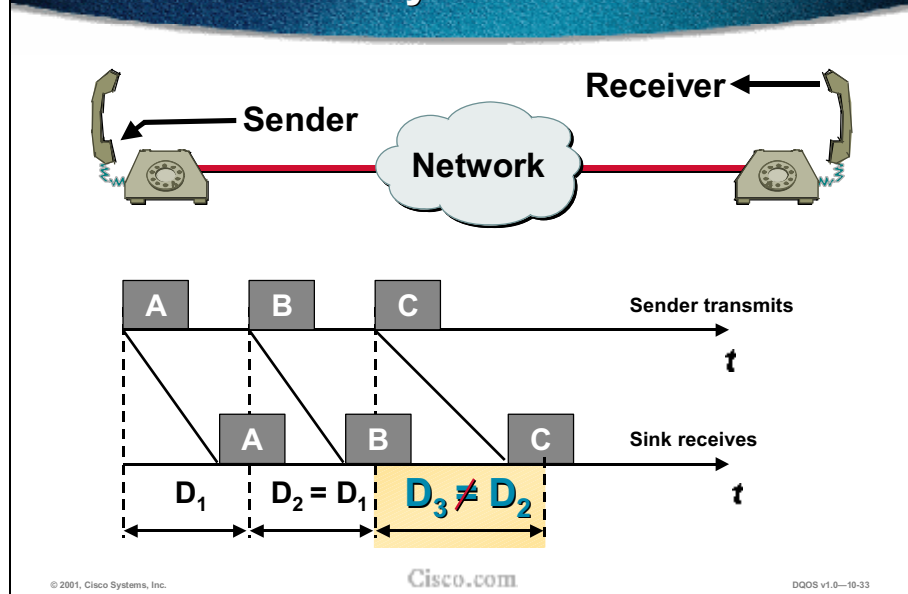 Receiver
Sender
Network
A B C
Sender transmits
t
A B C
Sink receives
D1 D2 = D1 D3 ≠ D2
t
© 2001, Cisco Systems, Inc. Cisco.com DQOS v1.0—10-33